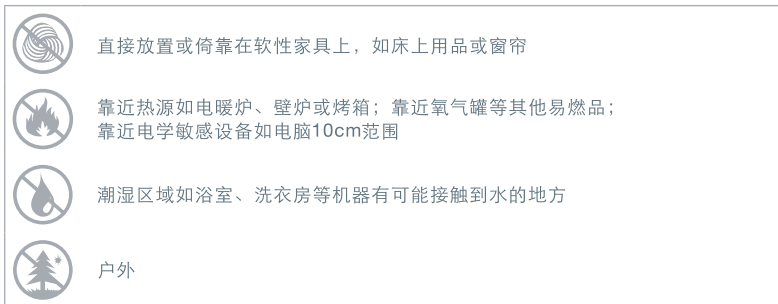 直接放置或倚靠在软性家具上，如床上用品或窗帘
靠近热源如电暖炉、壁炉或烤箱；靠近氧气罐等其他易燃品；
靠近电学敏感设备如电脑10cm范围
潮湿区域如浴室、洗衣房等机器有可能接触到水的地方
户外